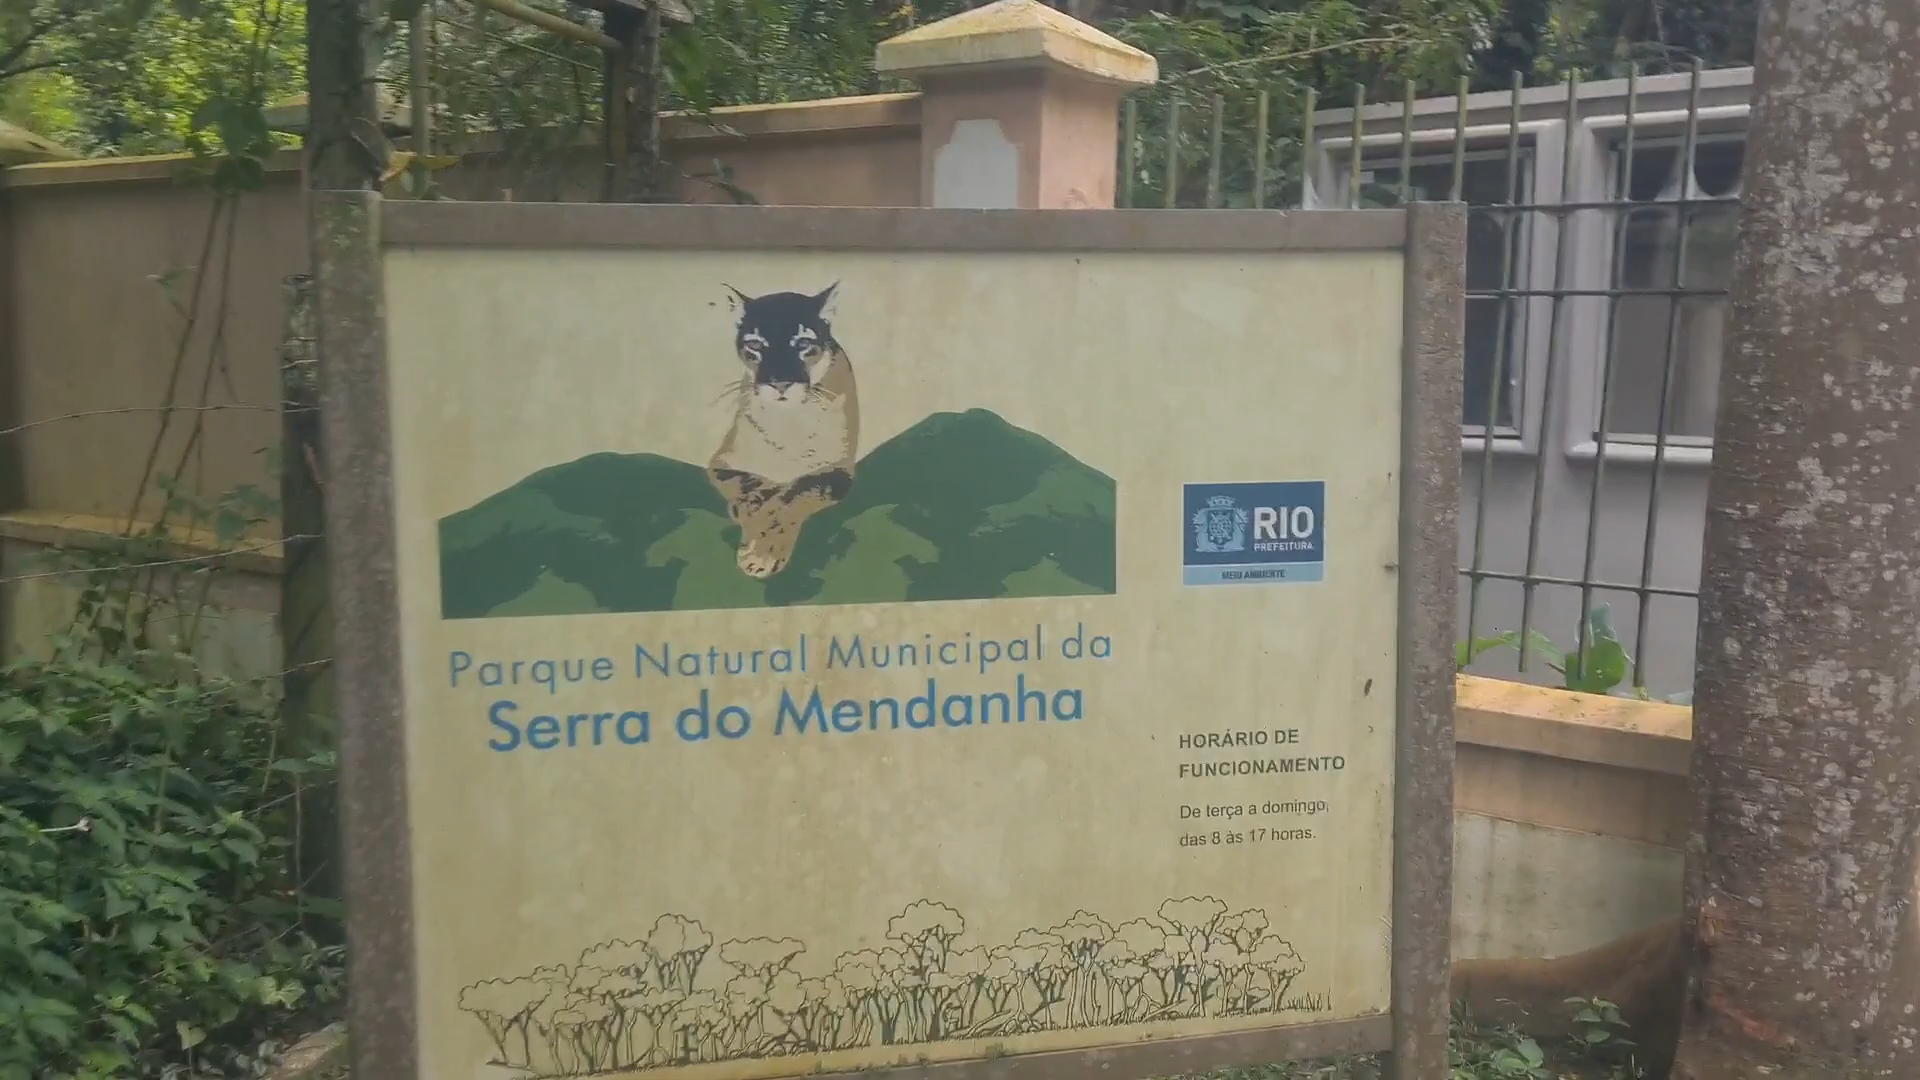 RIO
PREFEITURA
MEIO AMBIENTE
Parque Natural Municipal da
Serra do Mendanha
HORÁRIO DE
FUNCIONAMENTO
De terça a domingo,
das 8 às 17 horas.